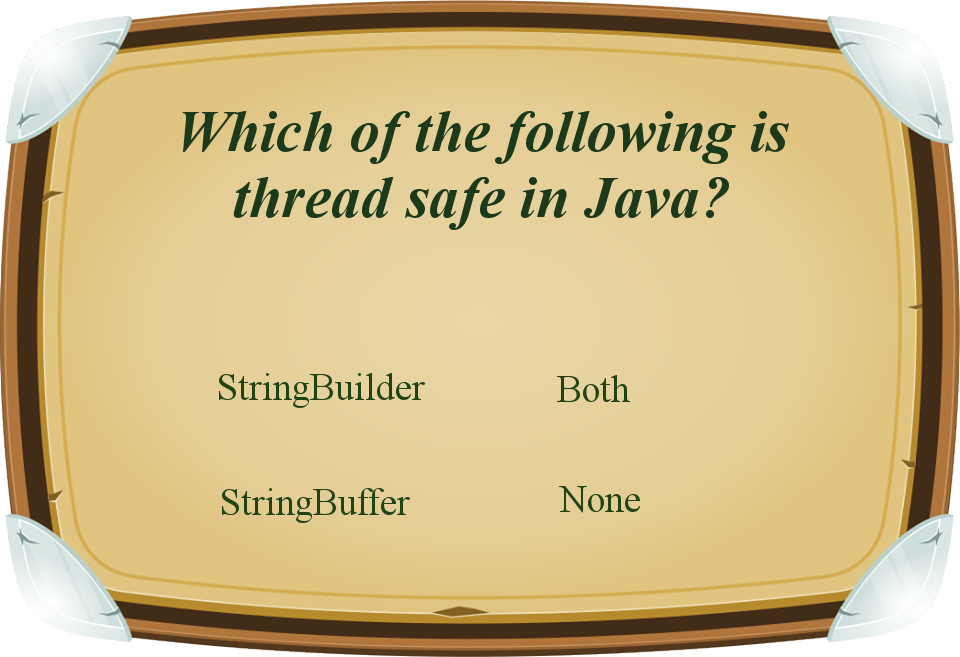 Which of the following is
thread safe in Java?
StringBuilder
Both
StringBuffer
None